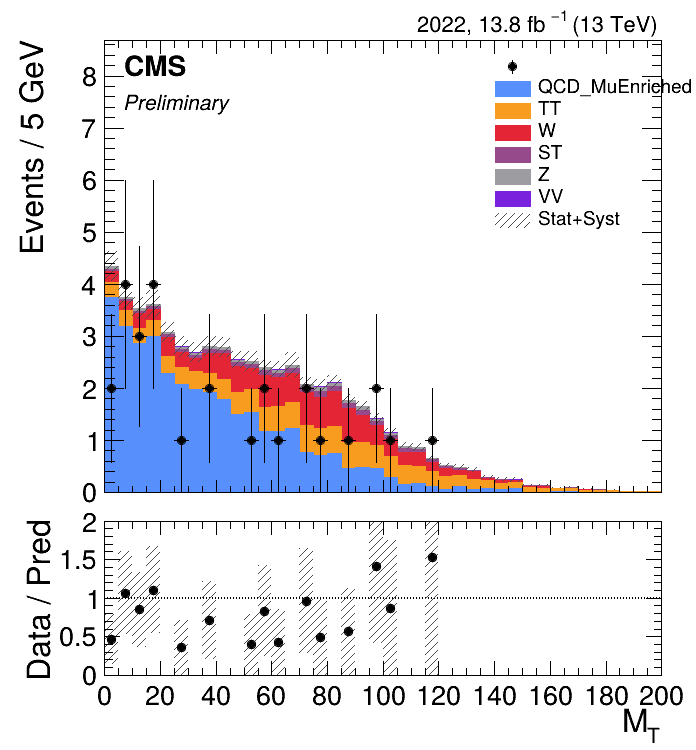 2022, 13.8 fb⁻¹ (13 TeV)
Events / 5 GeV
CMS
Preliminary
QCD_MuEnriched
TT
W
ST
Z
VV
Stat+Syst
8
7
6
5
4
3
2
1
0
Data / Pred
2
1.5
1
0.5
0
0 20 40 60 80 100 120 140 160 180 200
M_T